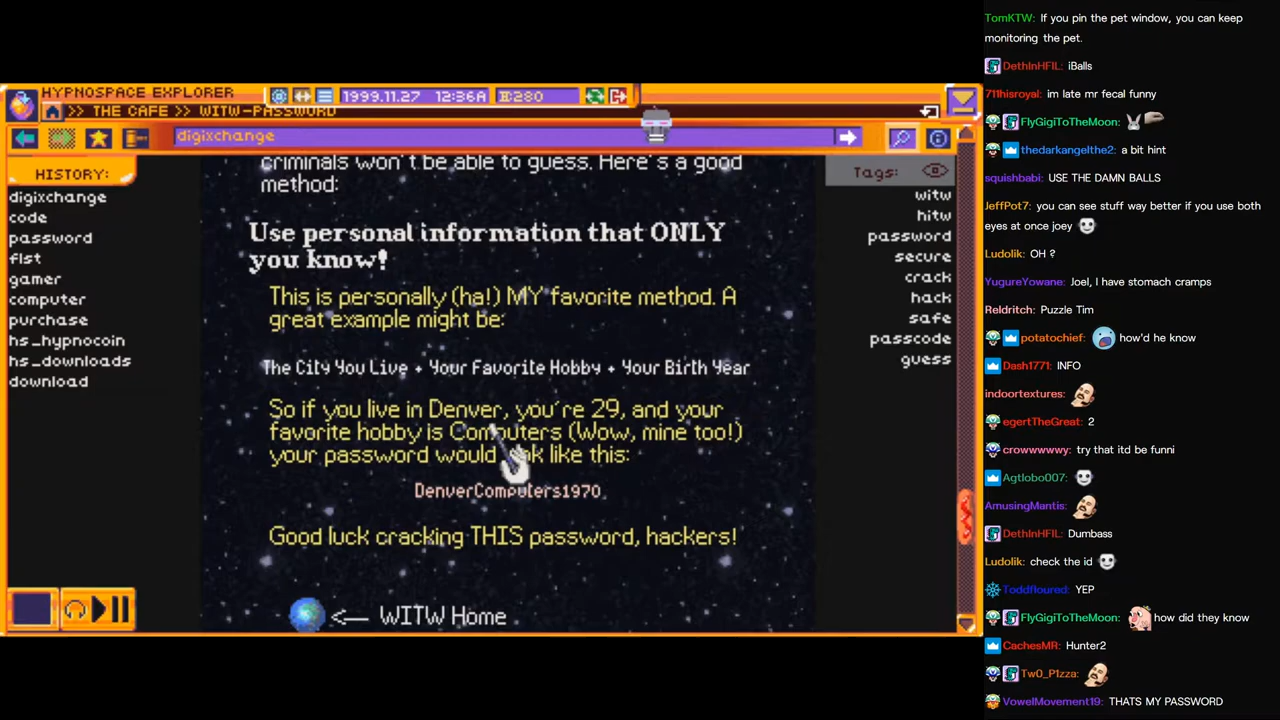 HYPNOSPACE EXPLORER
1999.11.27 12:36A 280
>> THE CAFE >> WITW-PASSWORD
digixchange
HISTORY:
digixchange
code
password
fist
gamer
computer
purchase
hs_hypnocoin
hs_downloads
download
criminals won't be able to guess. Here's a good
method:
Use personal information that ONLY
you know!
This is personally (ha!) MY favorite method. A
great example might be:
The City You Live + Your Favorite Hobby + Your Birth Year
So if you live in Denver, you're 29, and your
favorite hobby is Computers (Wow, mine too!)
your password would look like this:
DenverComputers1970
Good luck cracking THIS password, hackers!
<— WITW Home
Tags:
witw
hitw
password
secure
crack
hack
safe
passcode
guess
TomKTW: If you pin the pet window, you can keep
monitoring the pet.
DethInHFIL: iBalls
711hisroyal: im late mr fecal funny
FlyGigiToTheMoon:
thedarkangelthe2: a bit hint
squishbabi: USE THE DAMN BALLS
JeffPot7: you can see stuff way better if you use both
eyes at once joey
Ludolik: OH ?
YugureYowane: Joel, I have stomach cramps
Reldritch: Puzzle Tim
potatochief: how'd he know
Dash1771: INFO
indoortextures:
egertTheGreat: 2
crowwwwwy: try that itd be funni
Agtlobo007:
AmusingMantis:
DethInHFIL: Dumbass
Ludolik: check the id
Toddfloured: YEP
FlyGigiToTheMoon: how did they know
CachesMR: Hunter2
Tw0_P1zza:
VowelMovement19: THATS MY PASSWORD